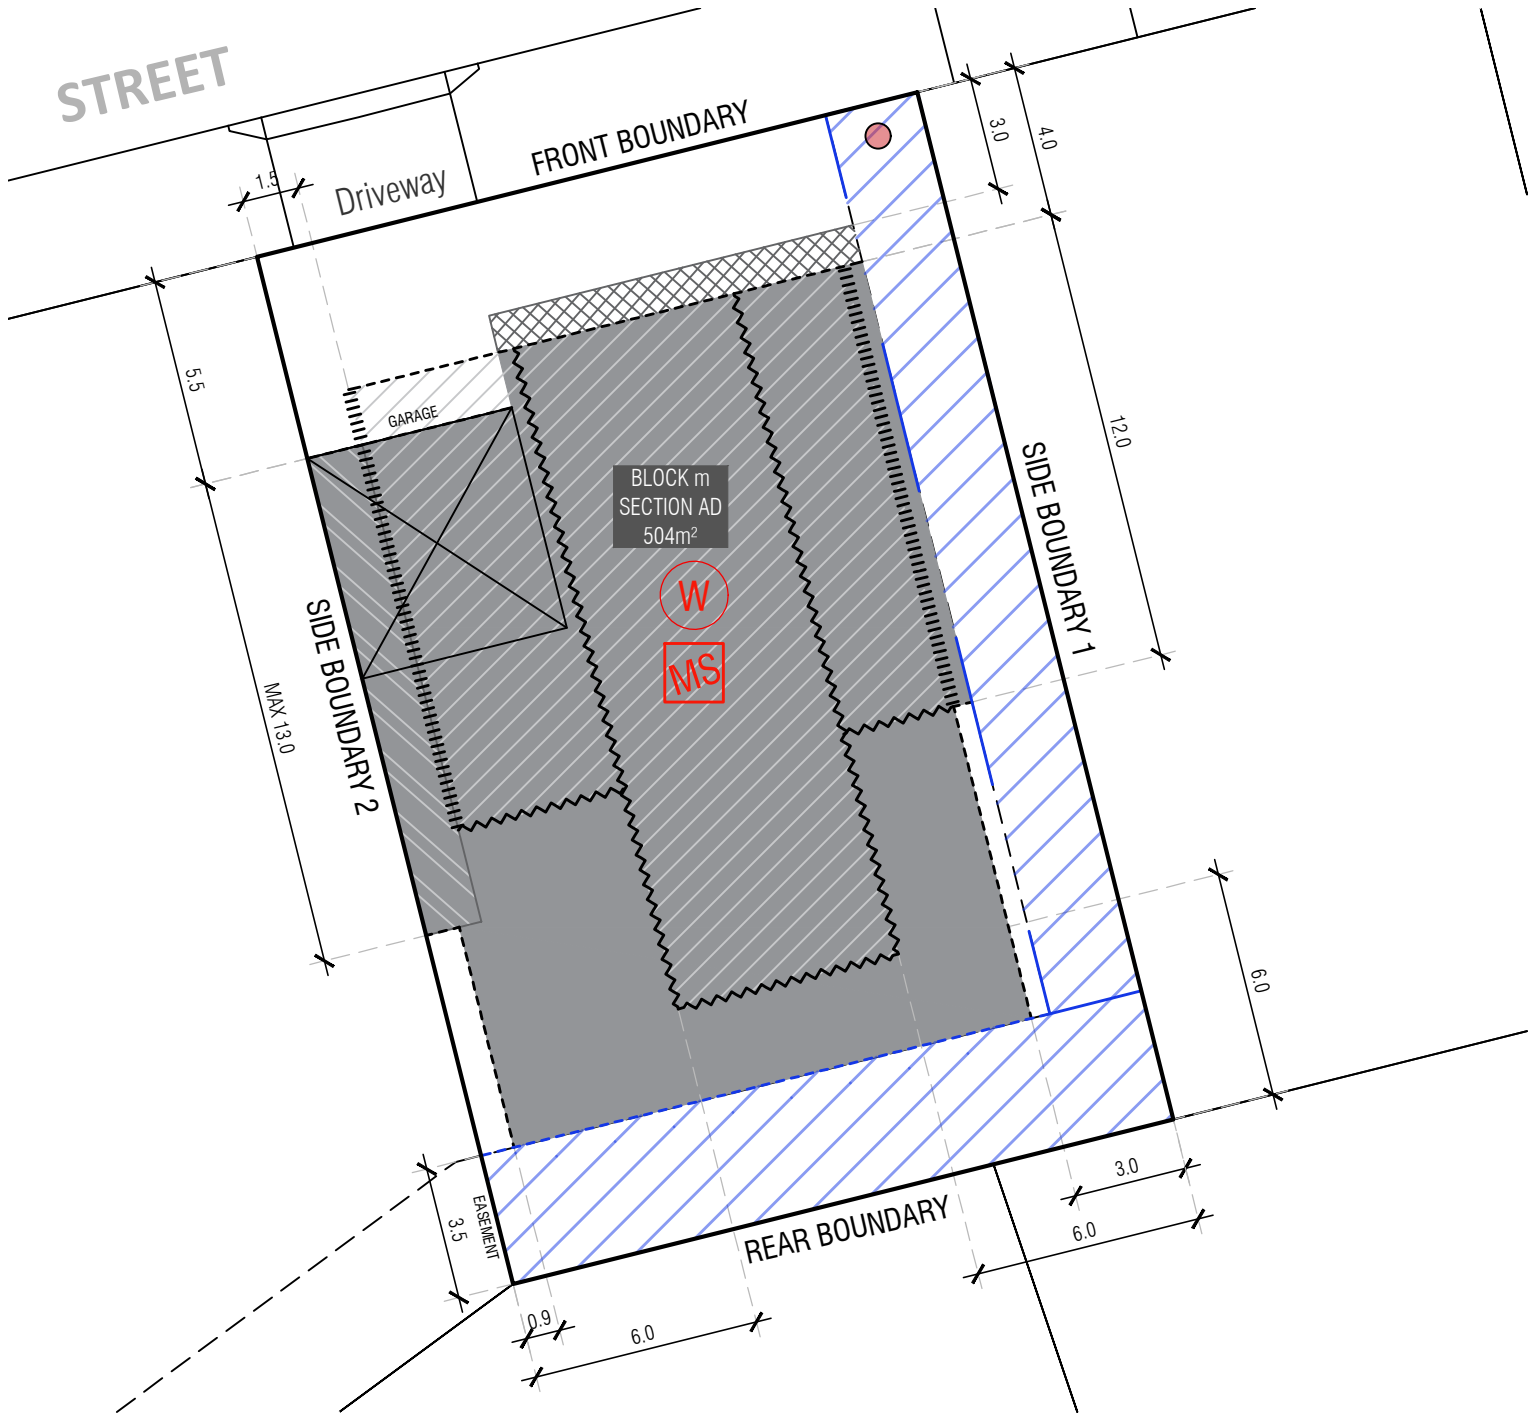 STREET
FRONT BOUNDARY
Driveway
1.5
3.0
4.0
5.5
GARAGE
12.0
BLOCK m
SECTION AD
504m²
W
MS
SIDE BOUNDARY 1
SIDE BOUNDARY 2
MAX 13.0
6.0
EASEMENT
3.5
REAR BOUNDARY
3.0
6.0
0.9
6.0